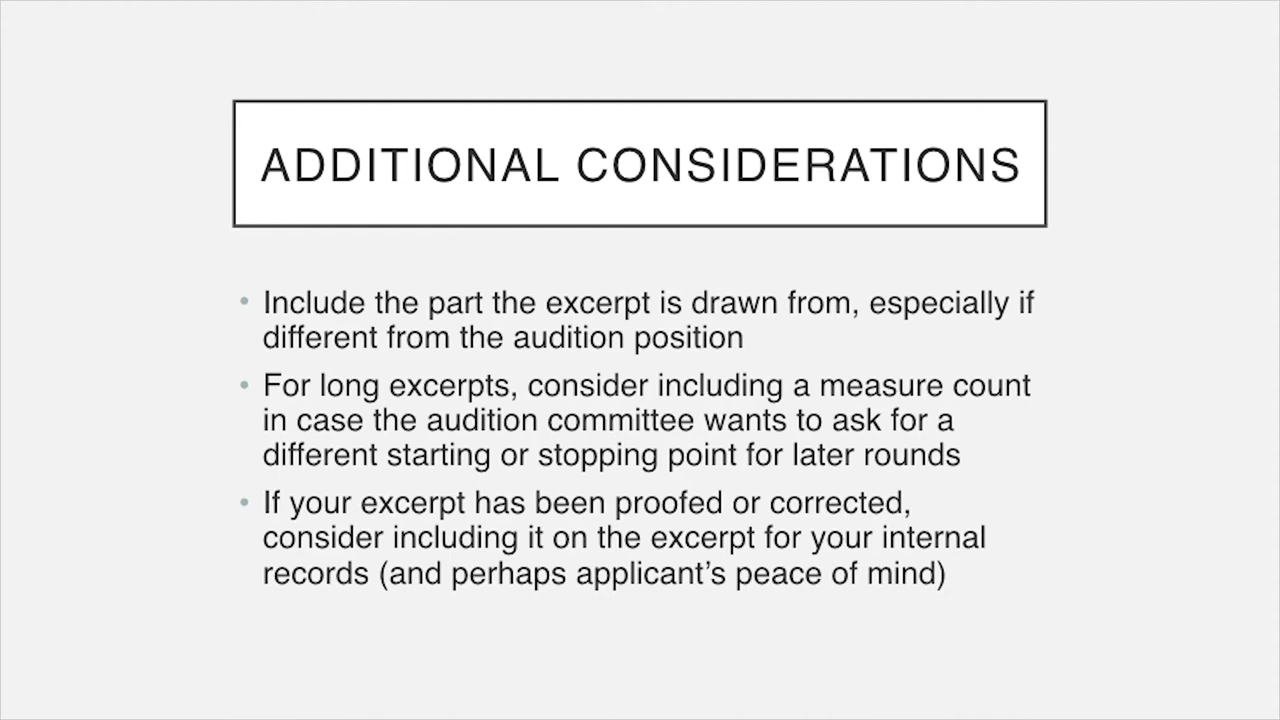 ADDITIONAL CONSIDERATIONS
• Include the part the excerpt is drawn from, especially if
different from the audition position
• For long excerpts, consider including a measure count
in case the audition committee wants to ask for a
different starting or stopping point for later rounds
• If your excerpt has been proofed or corrected,
consider including it on the excerpt for your internal
records (and perhaps applicant’s peace of mind)